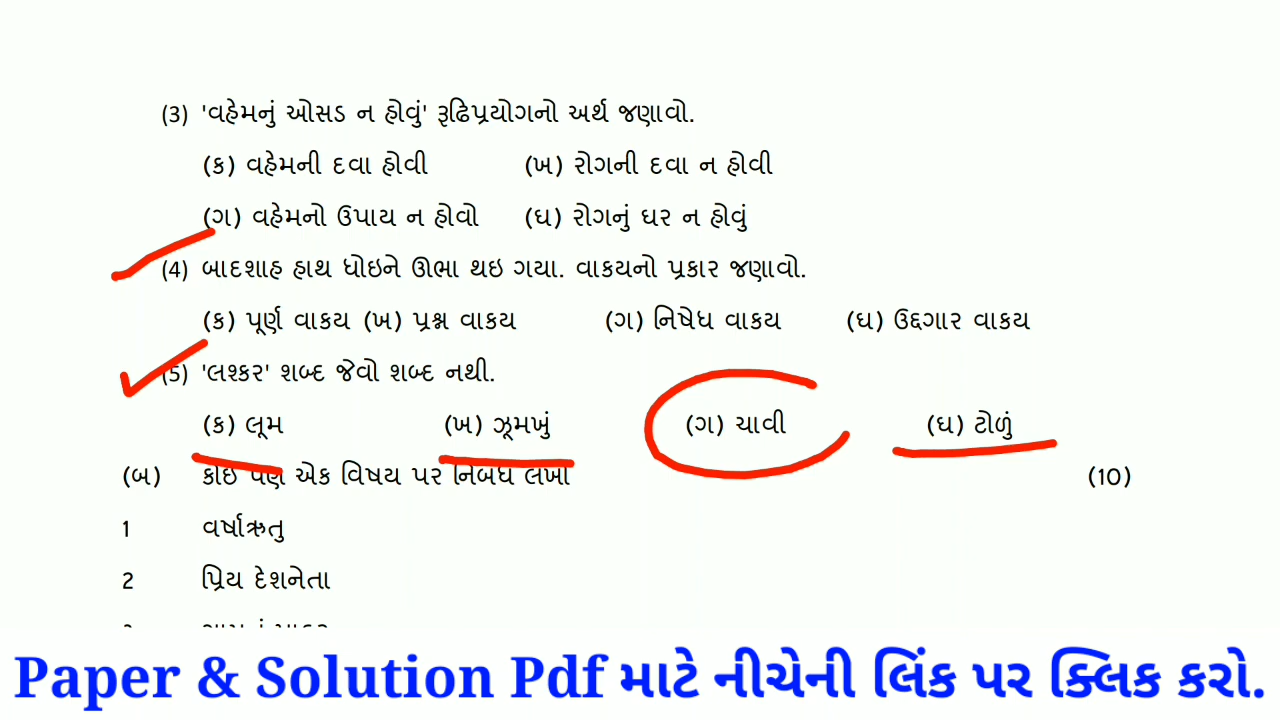 (3) 'વહેમનું ઓસડ ન હોવું' રૂઢિપ્રયોગનો અર્થ જણાવો.
(ક) વહેમની દવા હોવી (ખ) રોગની દવા ન હોવી
(ગ) વહેમનો ઉપાય ન હોવો (ઘ) રોગનું ઘર ન હોવું
(4) બાદશાહ હાથ ધોઇને ઊભા થઇ ગયા. વાકયનો પ્રકાર જણાવો.
(ક) પૂર્ણ વાકય (ખ) પ્રશ્ન વાકય (ગ) નિષેધ વાકય (ઘ) ઉદ્દગાર વાકય
(5) 'લશ્કર' શબ્દ જેવો શબ્દ નથી.
(ક) લૂમ (ખ) ઝૂમખું (ગ) ચાવી (ઘ) ટોળું
(બ) કોઇ પણ એક વિષય પર નિબંધ લખો (10)
1 વર્ષાઋતુ
2 પ્રિય દેશનેતા
Paper & Solution Pdf માટે નીચેની લિંક પર ક્લિક કરો.